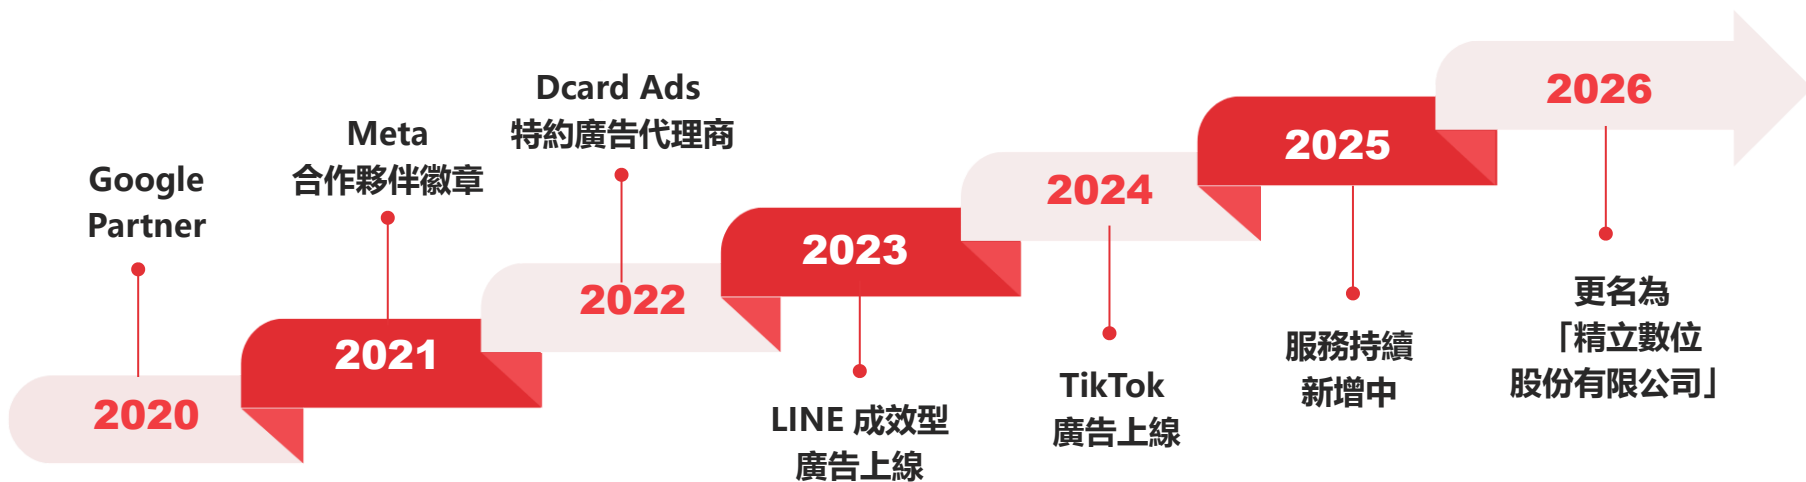 Google
Partner
2020
Meta
合作夥伴徽章
2021
Dcard Ads
特約廣告代理商
2022
2023
LINE 成效型
廣告上線
2024
TikTok
廣告上線
2025
服務持續
新增中
2026
更名為
「精立數位
股份有限公司」